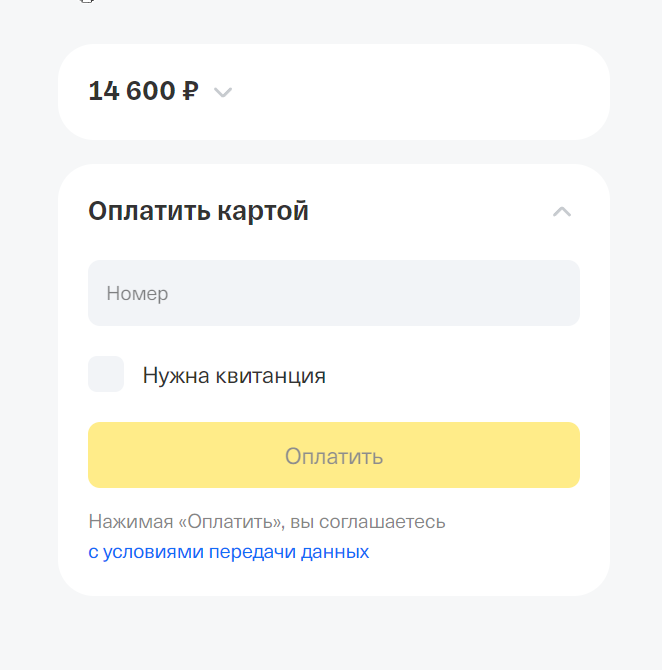 14 600 ₽
Оплатить картой
Номер
Нужна квитанция
Оплатить
Нажимая «Оплатить», вы соглашаетесь
с условиями передачи данных